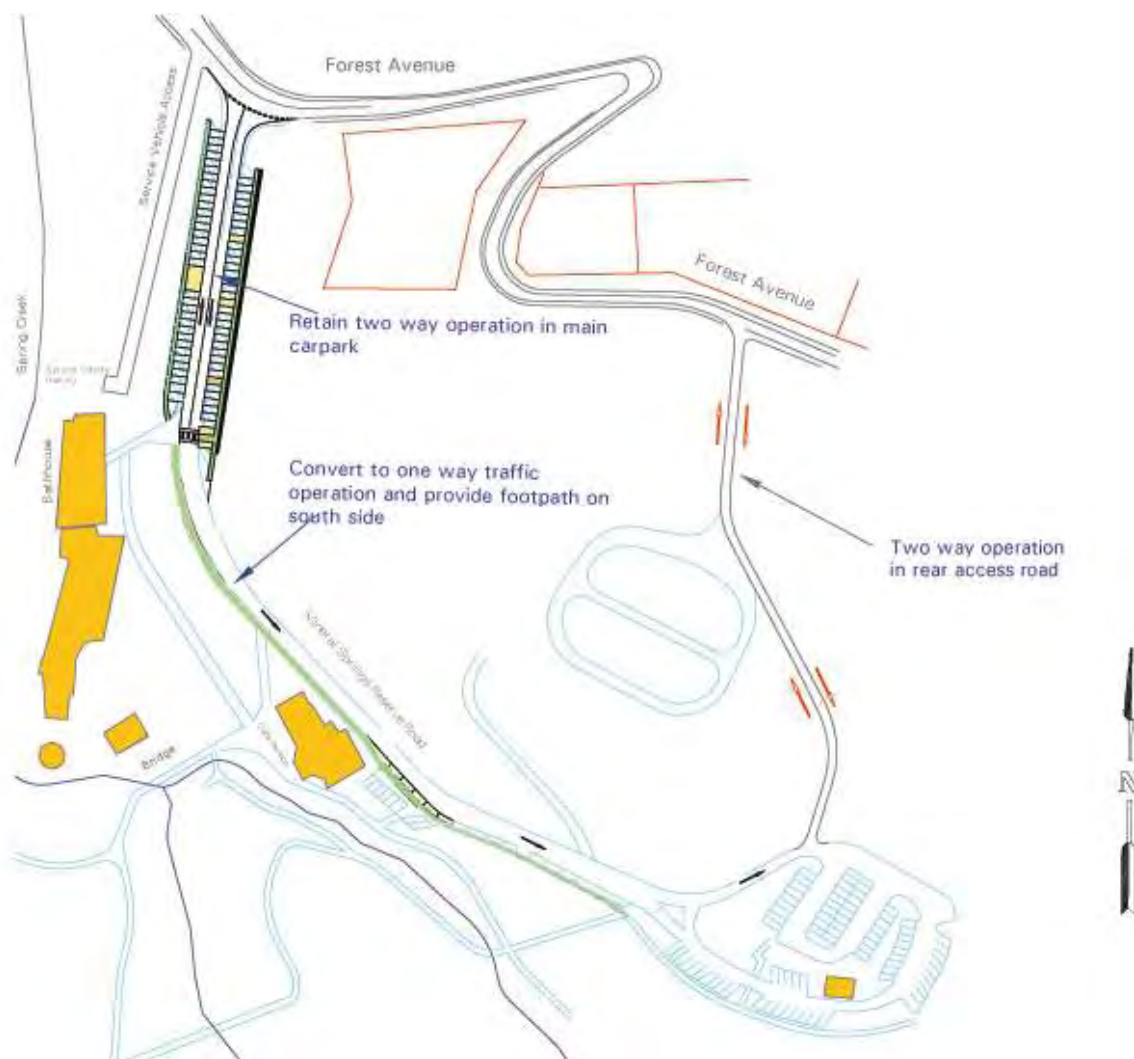 Forest Avenue
Service Vehicle Access
Forest Avenue
Retain two way operation in main
carpark
Spring Creek
Bathhouse
Convert to one way traffic
operation and provide footpath on
south side
Two way operation
in rear access road
Mineral Springs Reserve Road
Bridge
N